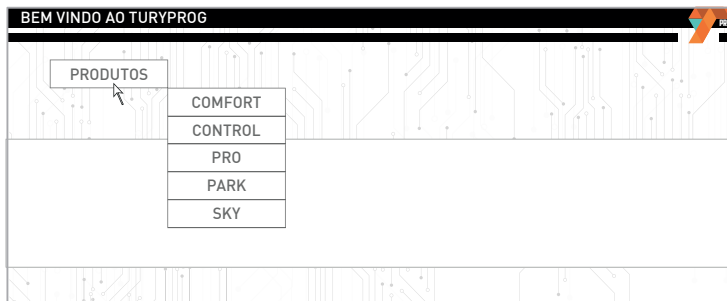 BEM VINDO AO TURYPROG
PRODUTOS
COMFORT
CONTROL
PRO
PARK
SKY